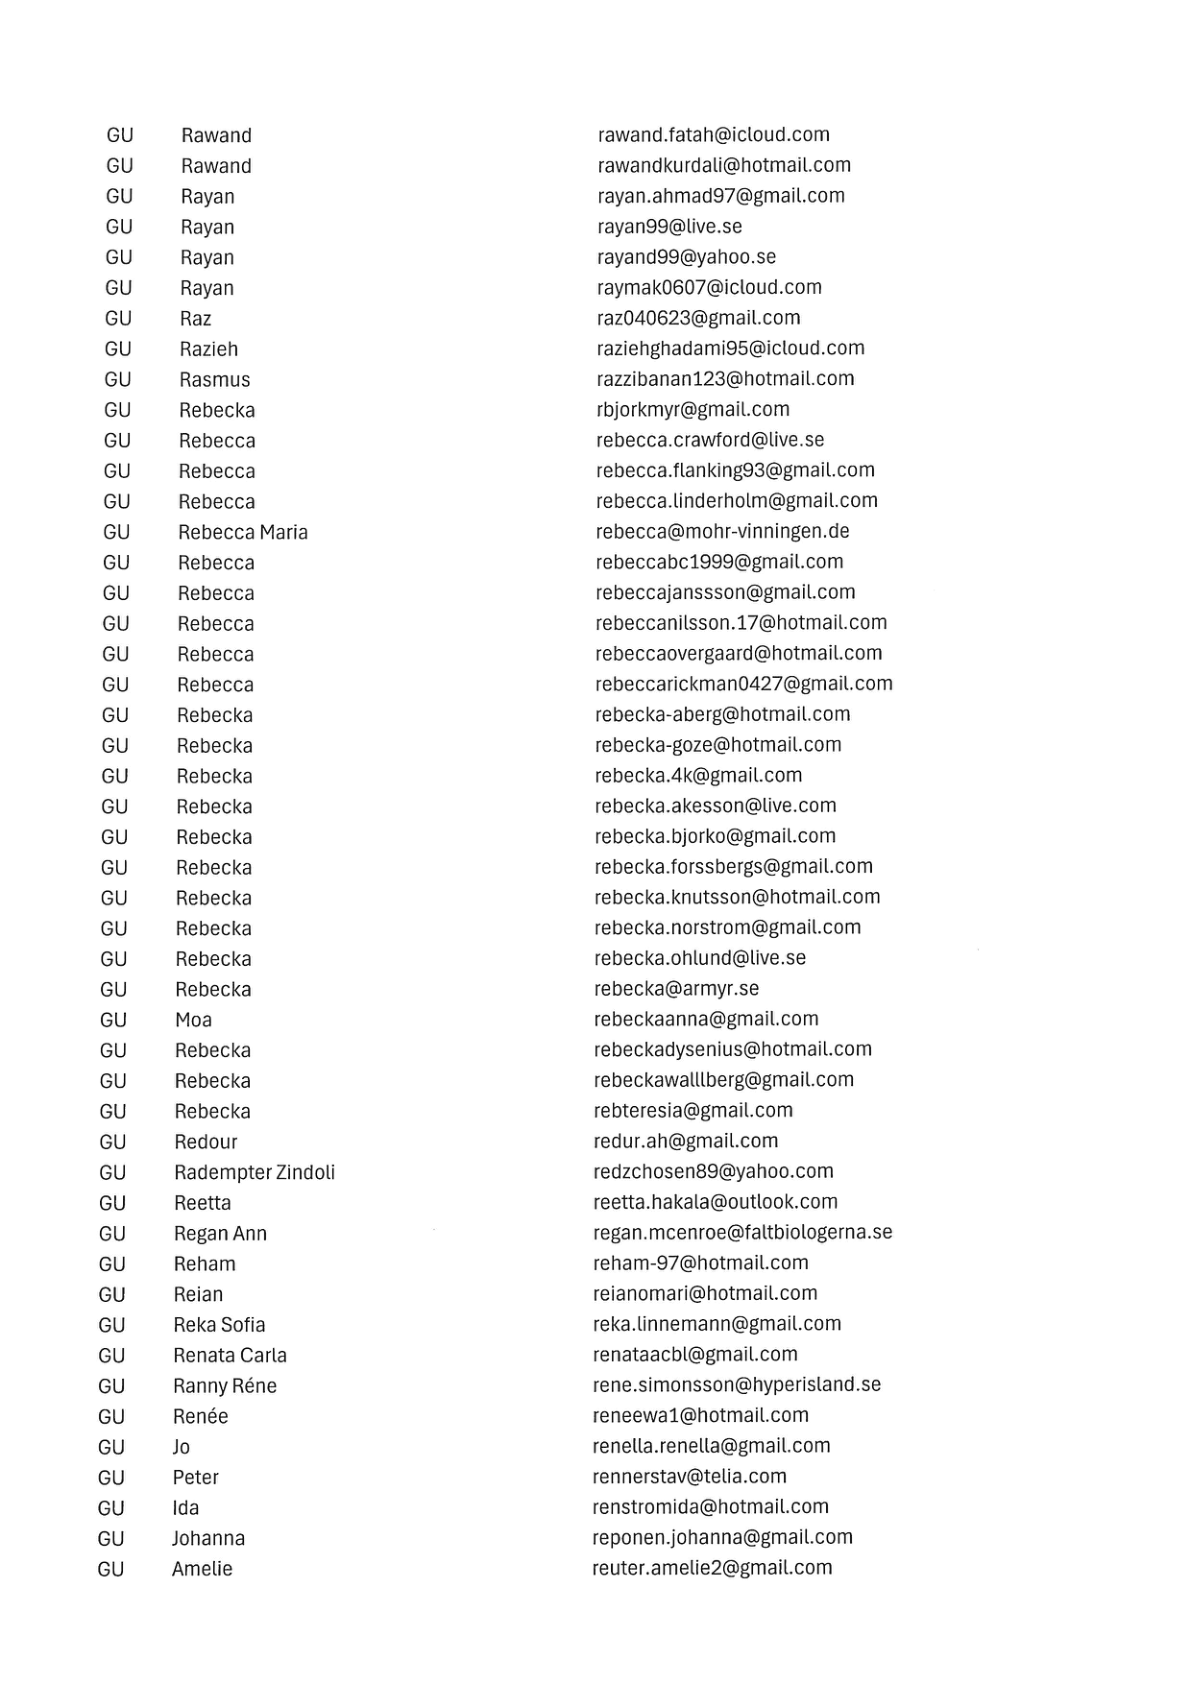 GU Rawand rawand.fatah@icloud.com
GU Rawand rawandkurdali@hotmail.com
GU Rayan rayan.ahmad97@gmail.com
GU Rayan rayan99@live.se
GU Rayan rayand99@yahoo.se
GU Rayan raymak0607@icloud.com
GU Raz raz040623@gmail.com
GU Razieh raziehghadami95@icloud.com
GU Rasmus razzibanan123@hotmail.com
GU Rebecka rbjorkmyr@gmail.com
GU Rebecca rebecca.crawford@live.se
GU Rebecca rebecca.flanking93@gmail.com
GU Rebecca rebecca.linderholm@gmail.com
GU Rebecca Maria rebecca@mohr-vinningen.de
GU Rebecca rebeccabc1999@gmail.com
GU Rebecca rebeccajanssson@gmail.com
GU Rebecca rebeccanilsson.17@hotmail.com
GU Rebecca rebeccaovergaard@hotmail.com
GU Rebecca rebeccarickman0427@gmail.com
GU Rebecka rebecka-aberg@hotmail.com
GU Rebecka rebecka-goze@hotmail.com
GU Rebecka rebecka.4k@gmail.com
GU Rebecka rebecka.akesson@live.com
GU Rebecka rebecka.bjorko@gmail.com
GU Rebecka rebecka.forssbergs@gmail.com
GU Rebecka rebecka.knutsson@hotmail.com
GU Rebecka rebecka.norstrom@gmail.com
GU Rebecka rebecka.ohlund@live.se
GU Rebecka rebecka@armyr.se
GU Moa rebeckaanna@gmail.com
GU Rebecka rebeckadysenius@hotmail.com
GU Rebecka rebeckawalllberg@gmail.com
GU Rebecka rebteresia@gmail.com
GU Redour redur.ah@gmail.com
GU Radempter Zindoli redzchosen89@yahoo.com
GU Reetta reetta.hakala@outlook.com
GU Regan Ann regan.mcenroe@faltbiologerna.se
GU Reham reham-97@hotmail.com
GU Reian reianomari@hotmail.com
GU Reka Sofia reka.linnemann@gmail.com
GU Renata Carla renataacbl@gmail.com
GU Ranny Réne rene.simonsson@hyperisland.se
GU Renée reneewa1@hotmail.com
GU Jo renella.renella@gmail.com
GU Peter rennerstav@telia.com
GU Ida renstromida@hotmail.com
GU Johanna reponen.johanna@gmail.com
GU Amelie reuter.amelie2@gmail.com